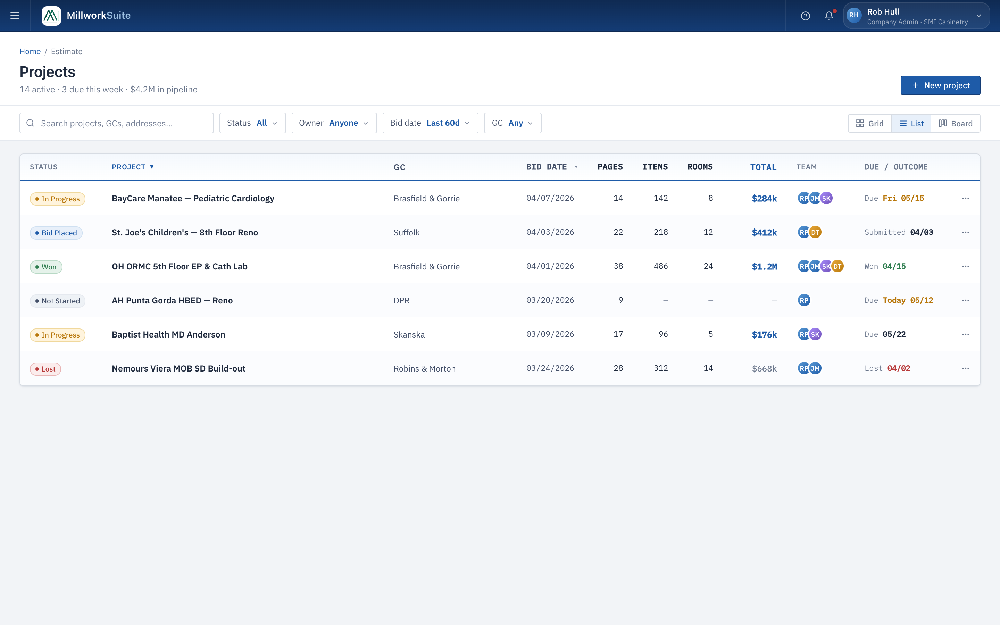 MillworkSuite
RH Rob Hull
Company Admin · SMI Cabinetry
Home / Estimate
Projects
14 active · 3 due this week · $4.2M in pipeline
+ New project
Search projects, GCs, addresses... Status All Owner Anyone Bid date Last 60d GC Any Grid List Board
STATUS PROJECT ▼ GC BID DATE ▾ PAGES ITEMS ROOMS TOTAL TEAM DUE / OUTCOME
In Progress BayCare Manatee — Pediatric Cardiology Brasfield & Gorrie 04/07/2026 14 142 8 $284k RP JM SK Due Fri 05/15 ···
Bid Placed St. Joe's Children's — 8th Floor Reno Suffolk 04/03/2026 22 218 12 $412k RP DT Submitted 04/03 ···
Won OH ORMC 5th Floor EP & Cath Lab Brasfield & Gorrie 04/01/2026 38 486 24 $1.2M RP JM SK DT Won 04/15 ···
Not Started AH Punta Gorda HBED — Reno DPR 03/20/2026 9 — — — RP Due Today 05/12 ···
In Progress Baptist Health MD Anderson Skanska 03/09/2026 17 96 5 $176k RP SK Due 05/22 ···
Lost Nemours Viera MOB SD Build-out Robins & Morton 03/24/2026 28 312 14 $668k RP JM Lost 04/02 ···